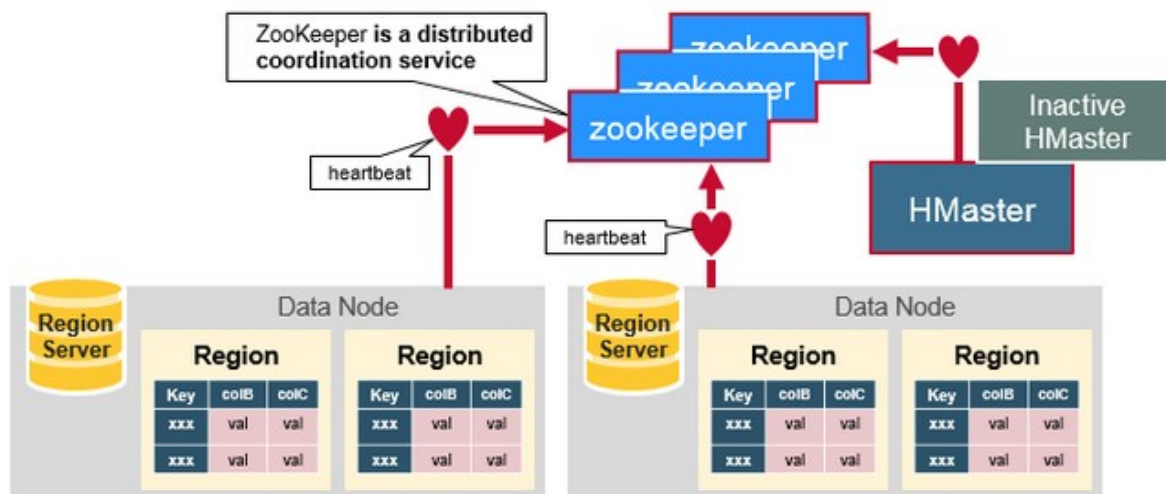 ZooKeeper is a distributed
coordination service
zookeeper
zookeeper
zookeeper
Inactive
HMaster
HMaster
heartbeat
heartbeat
Data Node
Region
Server
Region
Key colB colC
xxx val val
xxx val val
Region
Key colB colC
xxx val val
xxx val val
Data Node
Region
Server
Region
Key colB colC
xxx val val
xxx val val
Region
Key colB colC
xxx val val
xxx val val